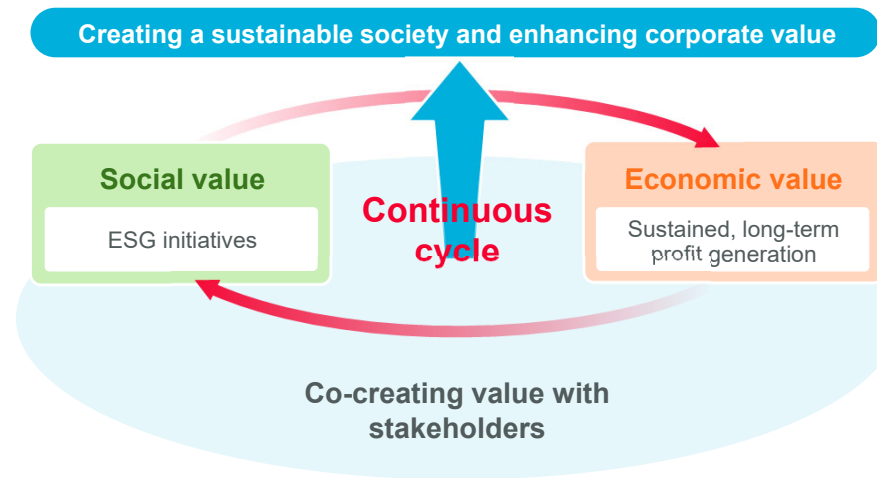 Creating a sustainable society and enhancing corporate value
Social value
ESG initiatives
Continuous
cycle
Economic value
Sustained, long-term
profit generation
Co-creating value with
stakeholders